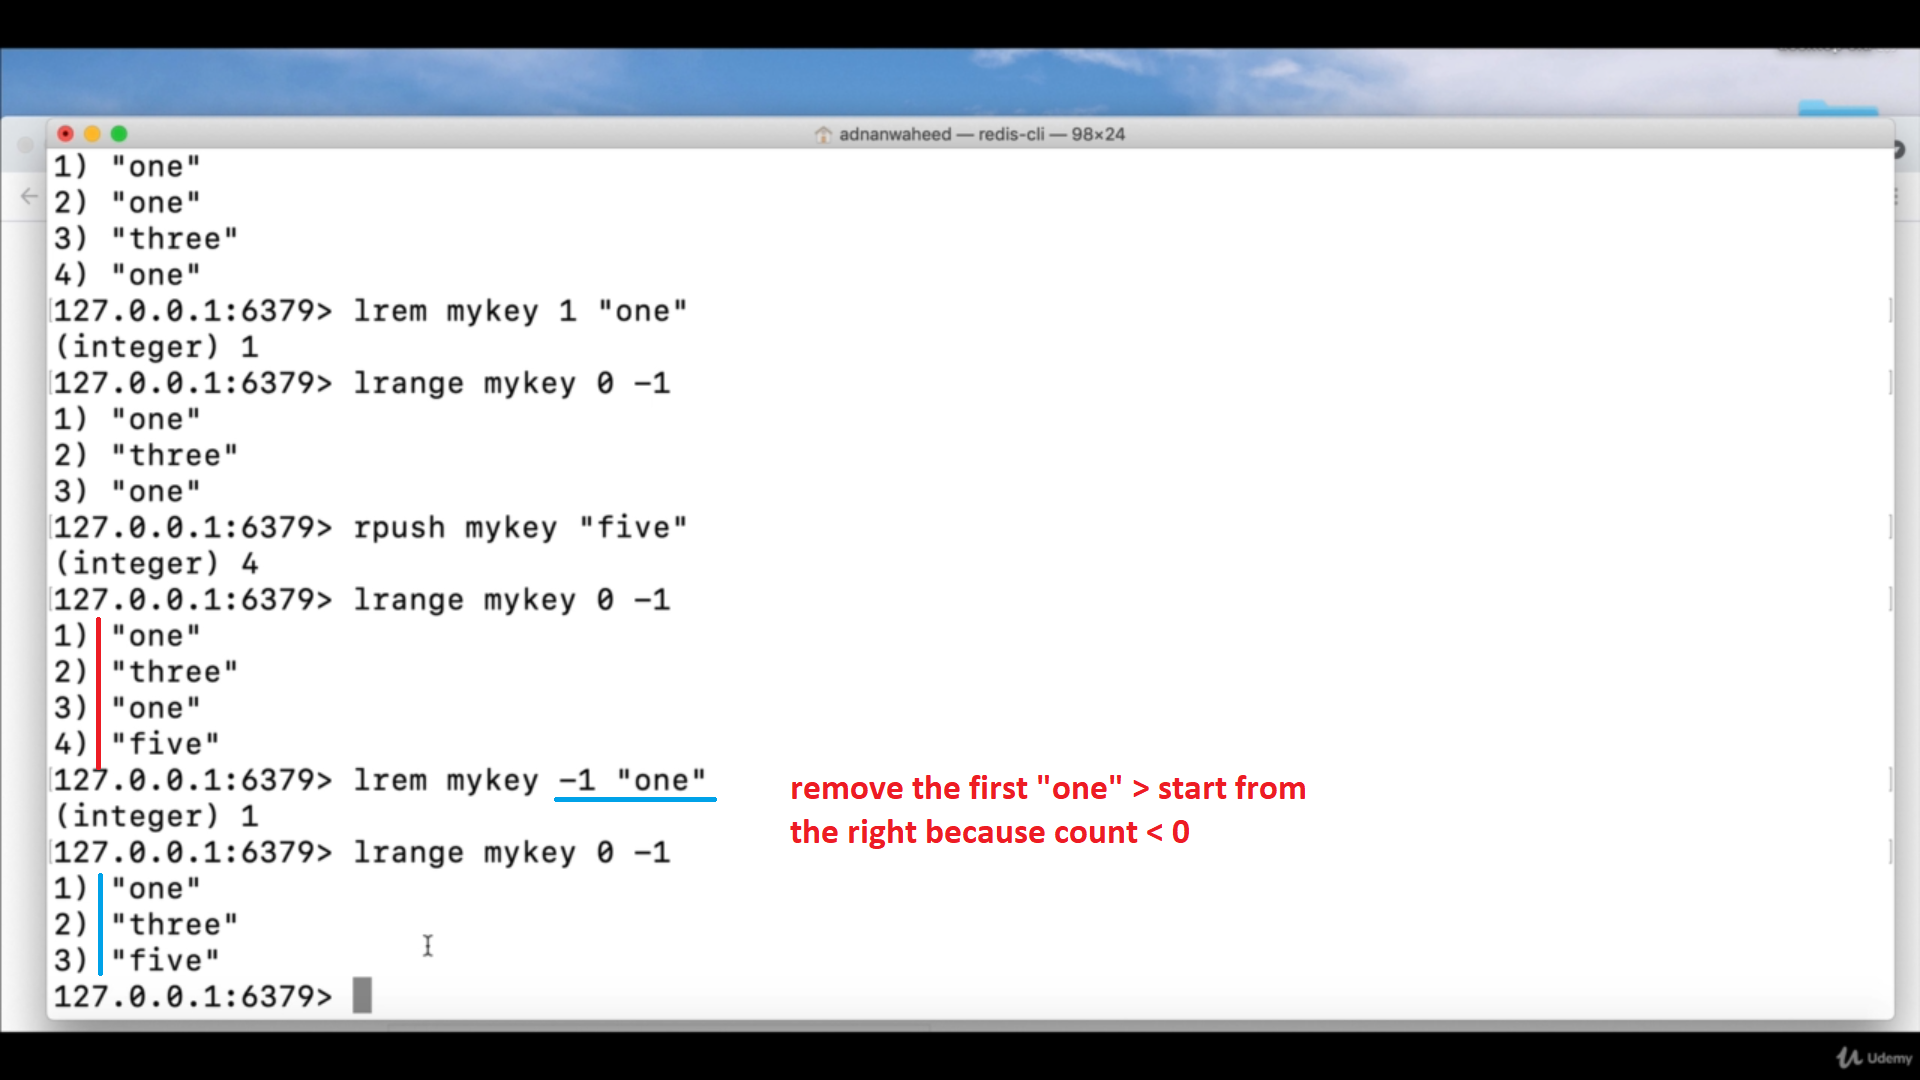 adnanwaheed — redis-cli — 98×24
1) "one"
2) "one"
3) "three"
4) "one"
127.0.0.1:6379> lrem mykey 1 "one"
(integer) 1
127.0.0.1:6379> lrange mykey 0 -1
1) "one"
2) "three"
3) "one"
127.0.0.1:6379> rpush mykey "five"
(integer) 4
127.0.0.1:6379> lrange mykey 0 -1
1) "one"
2) "three"
3) "one"
4) "five"
127.0.0.1:6379> lrem mykey -1 "one"
remove the first "one" > start from
the right because count < 0
(integer) 1
127.0.0.1:6379> lrange mykey 0 -1
1) "one"
2) "three"
3) "five"
127.0.0.1:6379>
Udemy